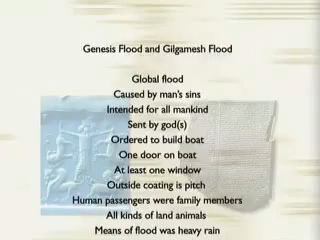 Genesis Flood and Gilgamesh Flood
Global flood
Caused by man's sins
Intended for all mankind
Sent by god(s)
Ordered to build boat
One door on boat
At least one window
Outside coating is pitch
Human passengers were family members
All kinds of land animals
Means of flood was heavy rain